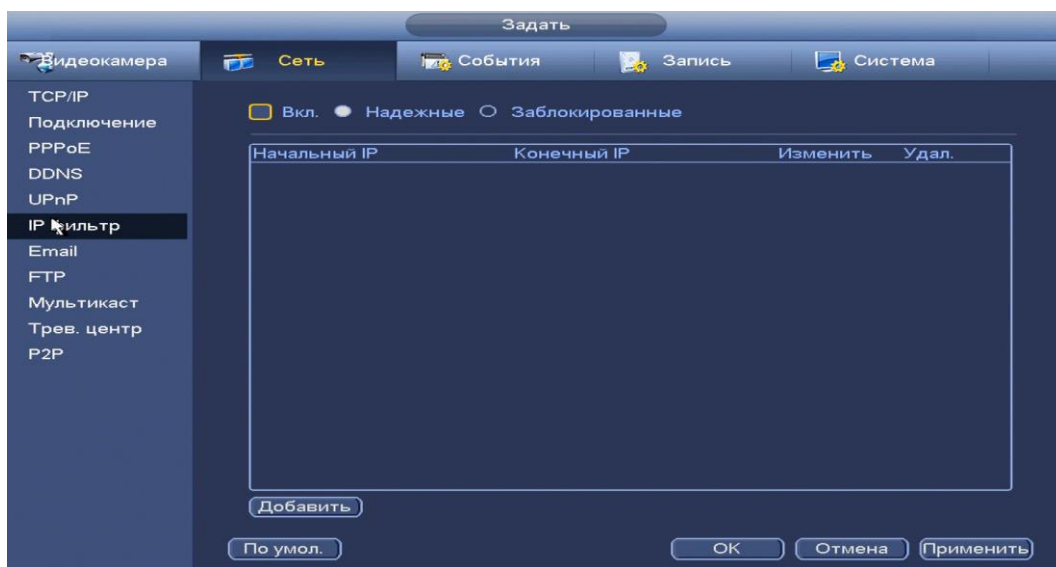 Задать
Видеокамера Сеть События Запись Система
TCP/IP
Подключение
PPPoE
DDNS
UPnP
IP фильтр
Email
FTP
Мультикаст
Трев. центр
P2P
Вкл. Надежные Заблокированные
Начальный IP Конечный IP Изменить Удал.
Добавить
По умол. OK Отмена Применить